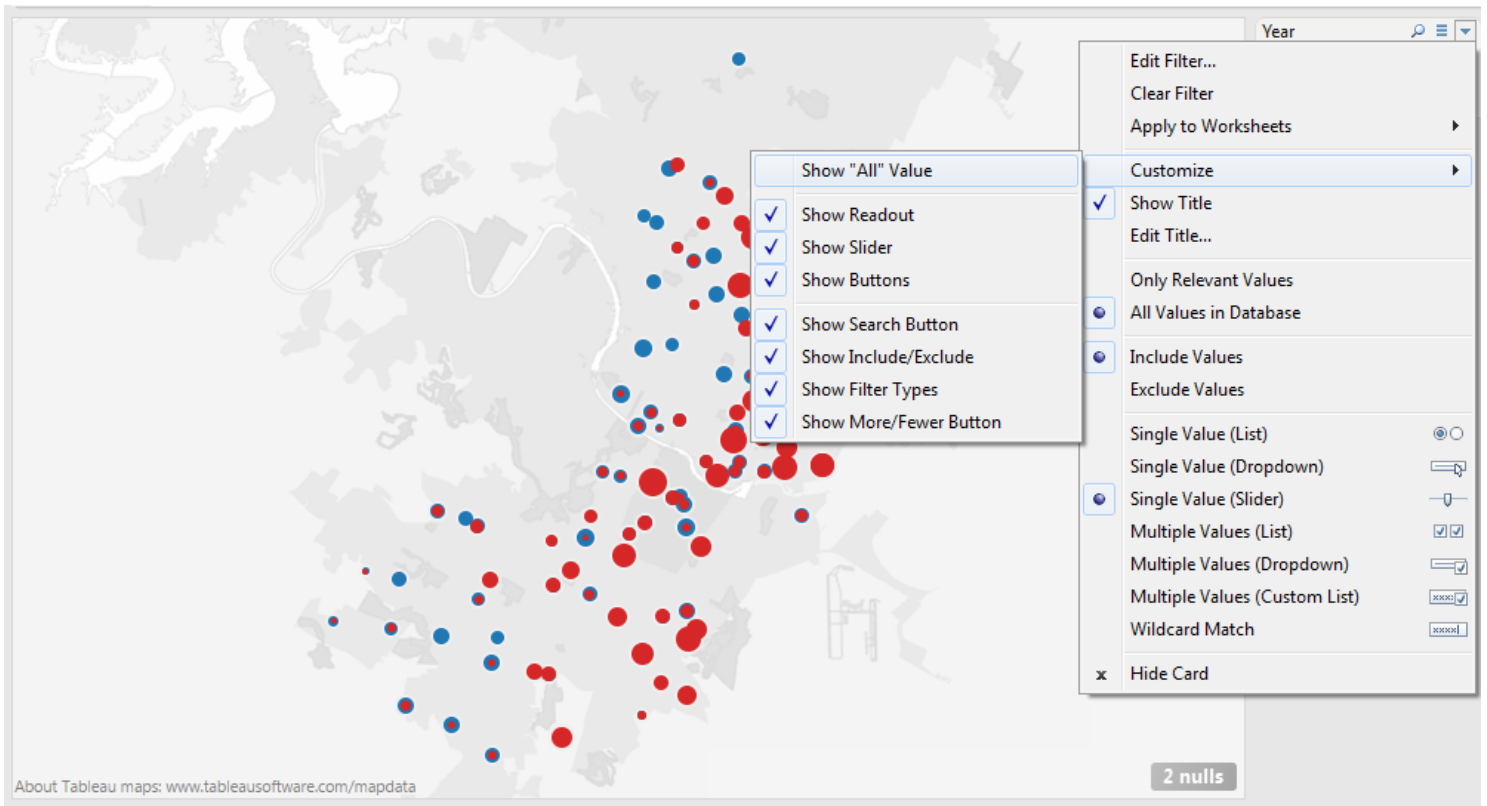 Year
Edit Filter...
Clear Filter
Apply to Worksheets
Customize
Show Title
Edit Title...
Only Relevant Values
All Values in Database
Include Values
Exclude Values
Single Value (List)
Single Value (Dropdown)
Single Value (Slider)
Multiple Values (List)
Multiple Values (Dropdown)
Multiple Values (Custom List)
Wildcard Match
x Hide Card
Show "All" Value
Show Readout
Show Slider
Show Buttons
Show Search Button
Show Include/Exclude
Show Filter Types
Show More/Fewer Button
2 nulls
About Tableau maps: www.tableausoftware.com/mapdata